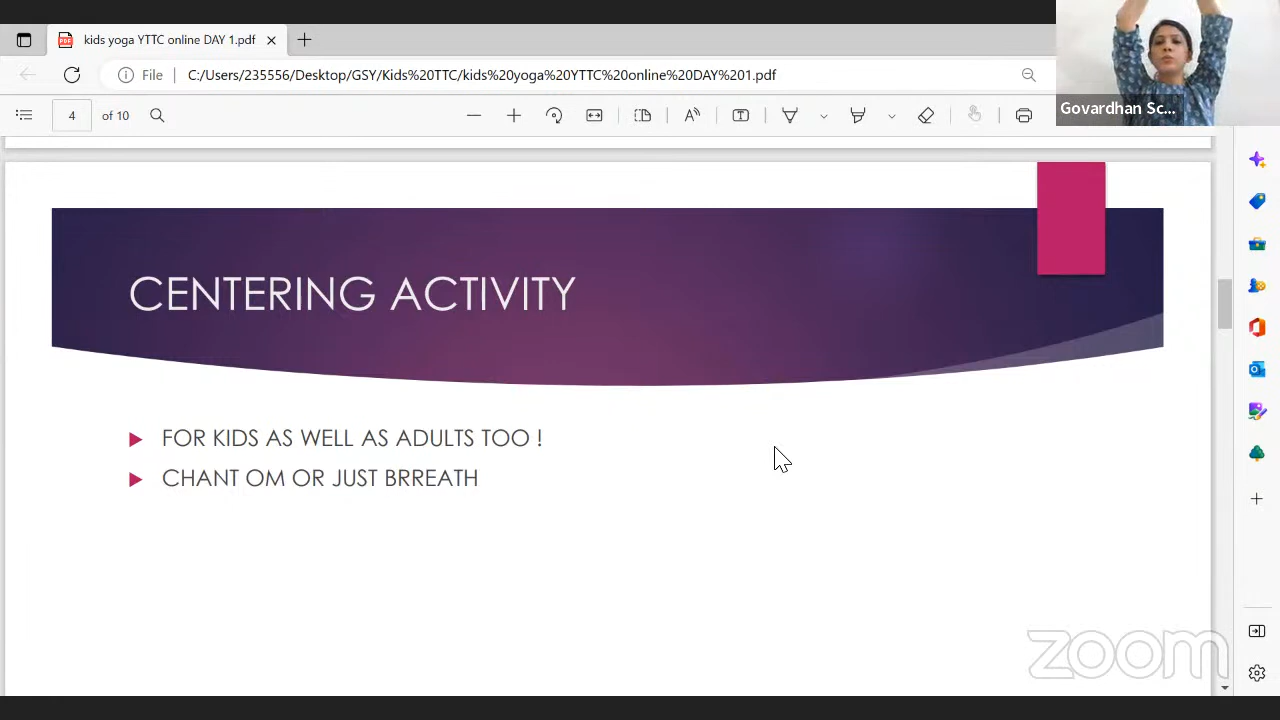 kids yoga YTTC online DAY 1.pdf
File
C:/Users/235556/Desktop/GSY/Kids%20TTC/kids%20yoga%20YTTC%20online%20DAY%201.pdf
4 of 10
Govardhan Sc...
CENTERING ACTIVITY
FOR KIDS AS WELL AS ADULTS TOO !
CHANT OM OR JUST BRREATH
zoom